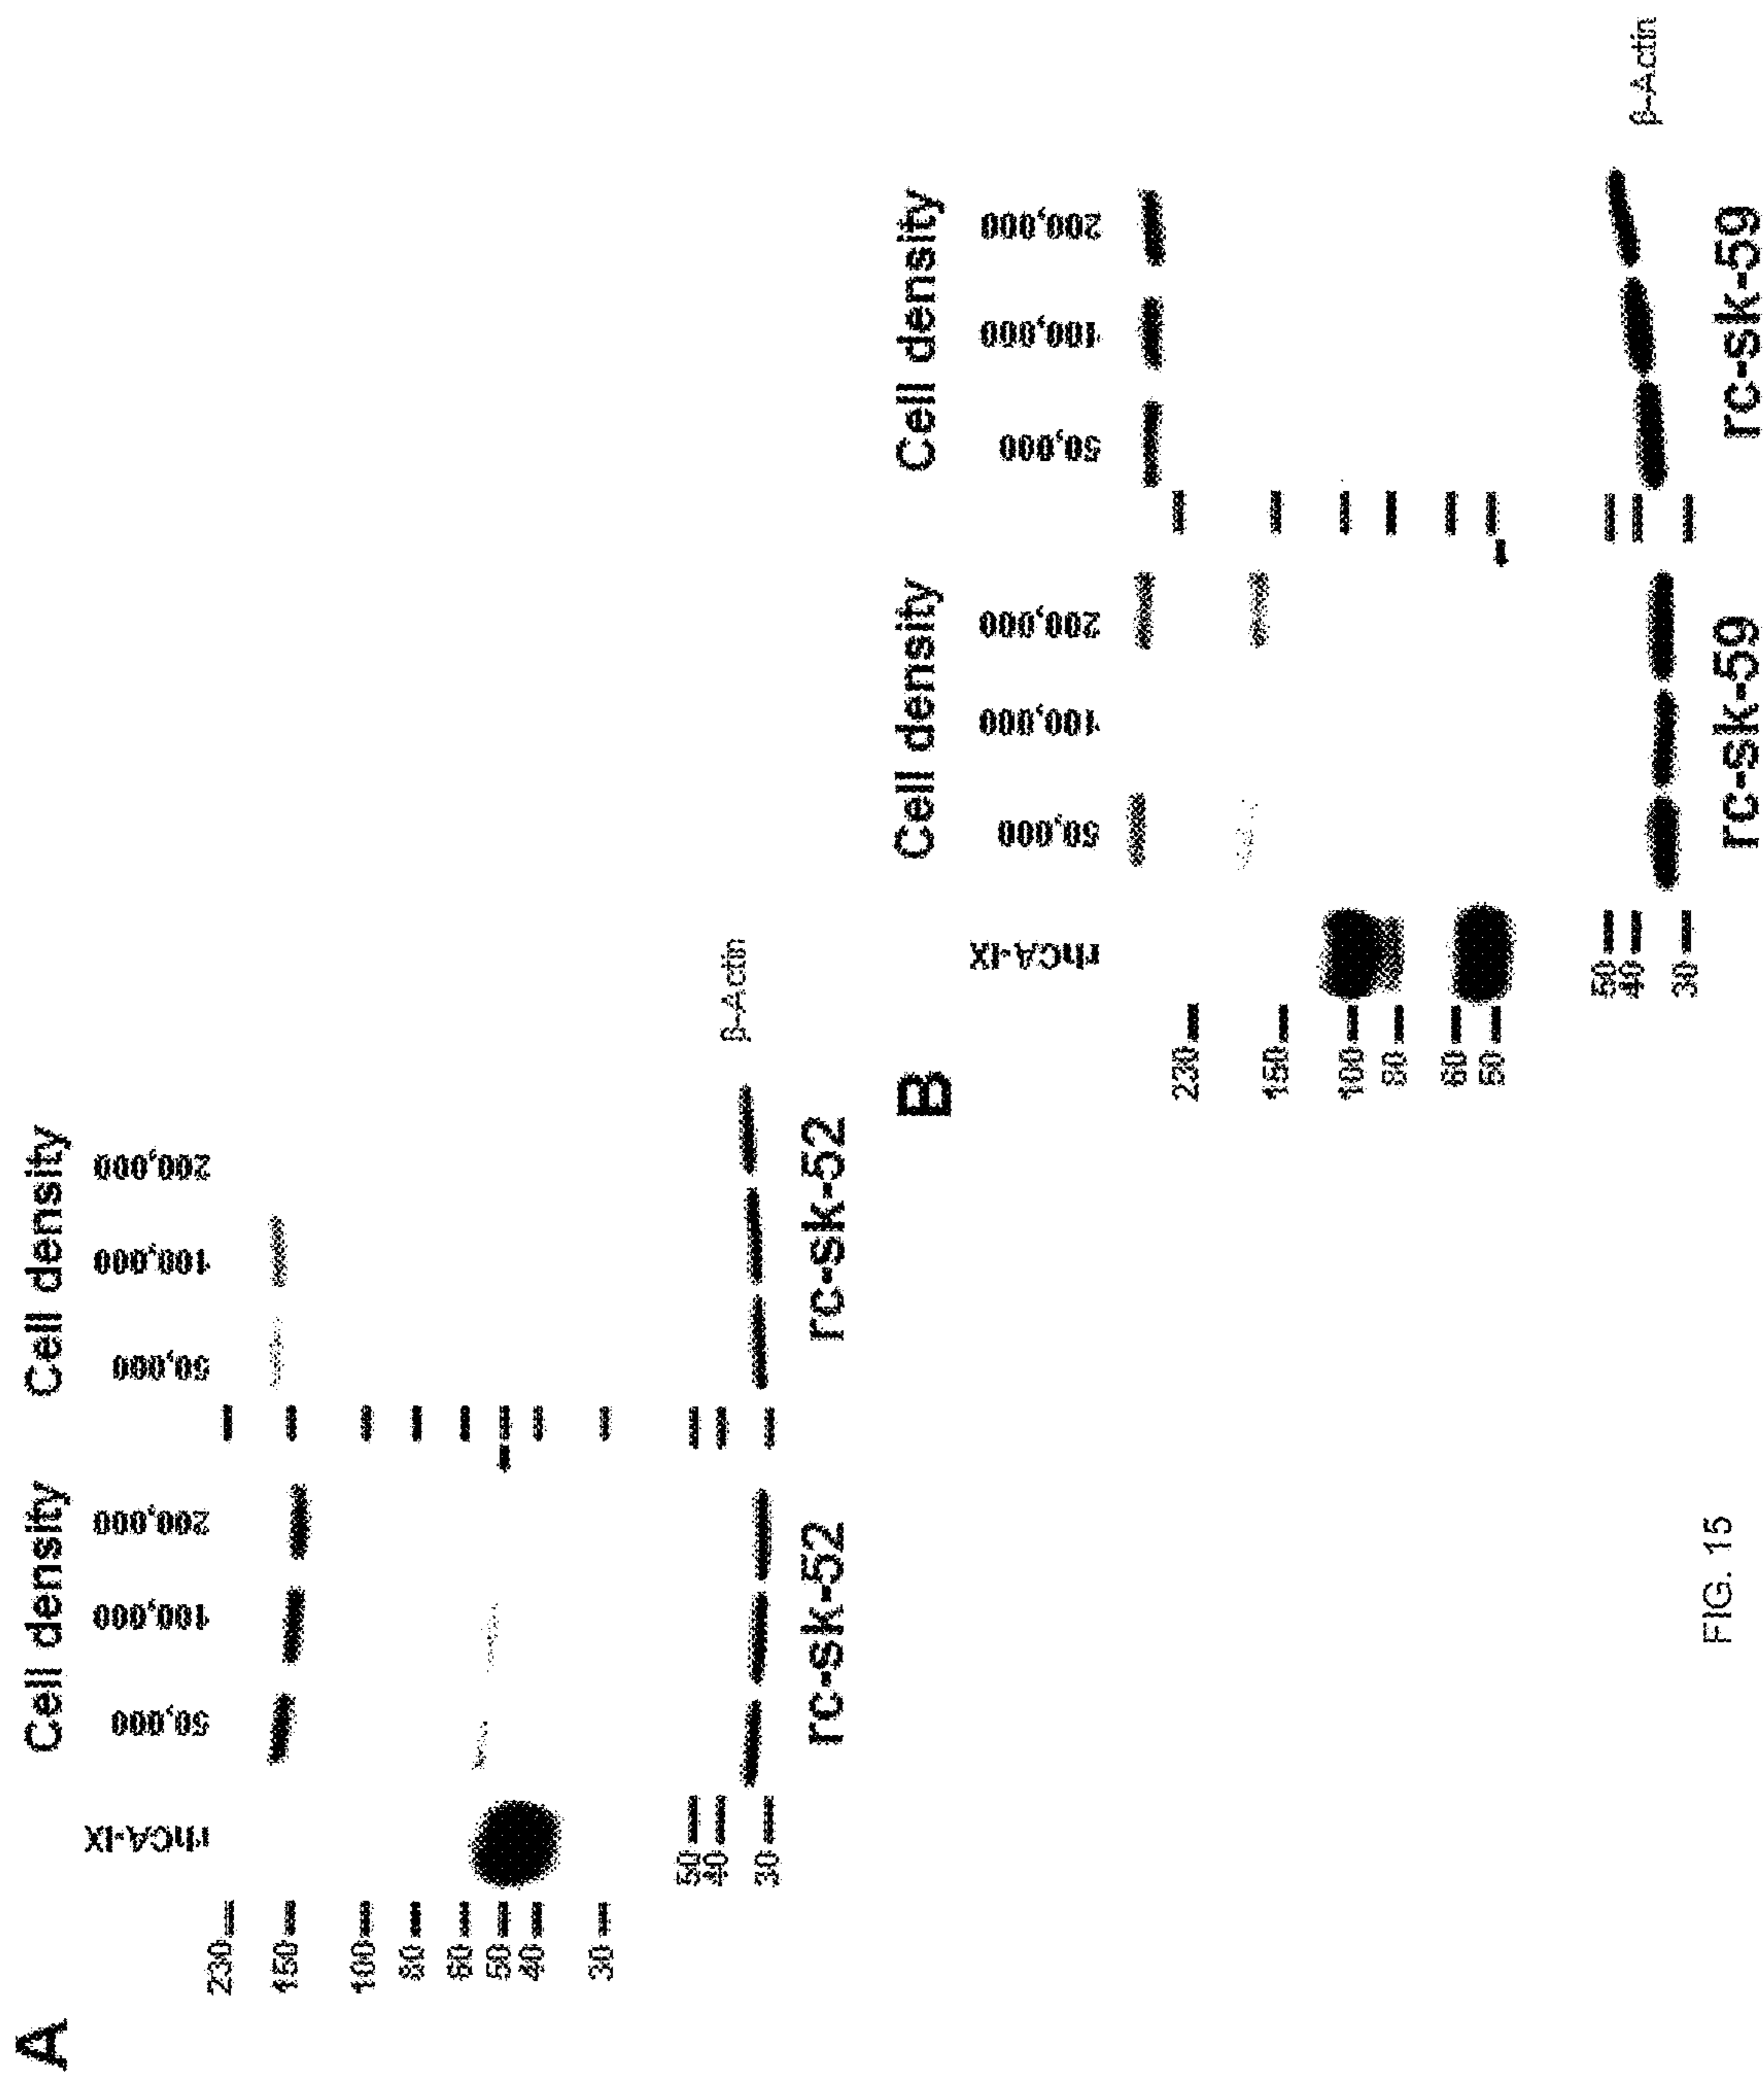 A
Cell density
Cell density
rhCA-IX
50,000
100,000
200,000
50,000
100,000
200,000
230
150
100
80
60
50
40
30
50
40
30
β-Actin
rc-sk-52
rc-sk-52
B
Cell density
Cell density
rhCA-IX
50,000
100,000
200,000
50,000
100,000
200,000
230
150
100
80
60
50
50
40
30
β-Actin
rc-sk-59
rc-sk-59
FIG. 15